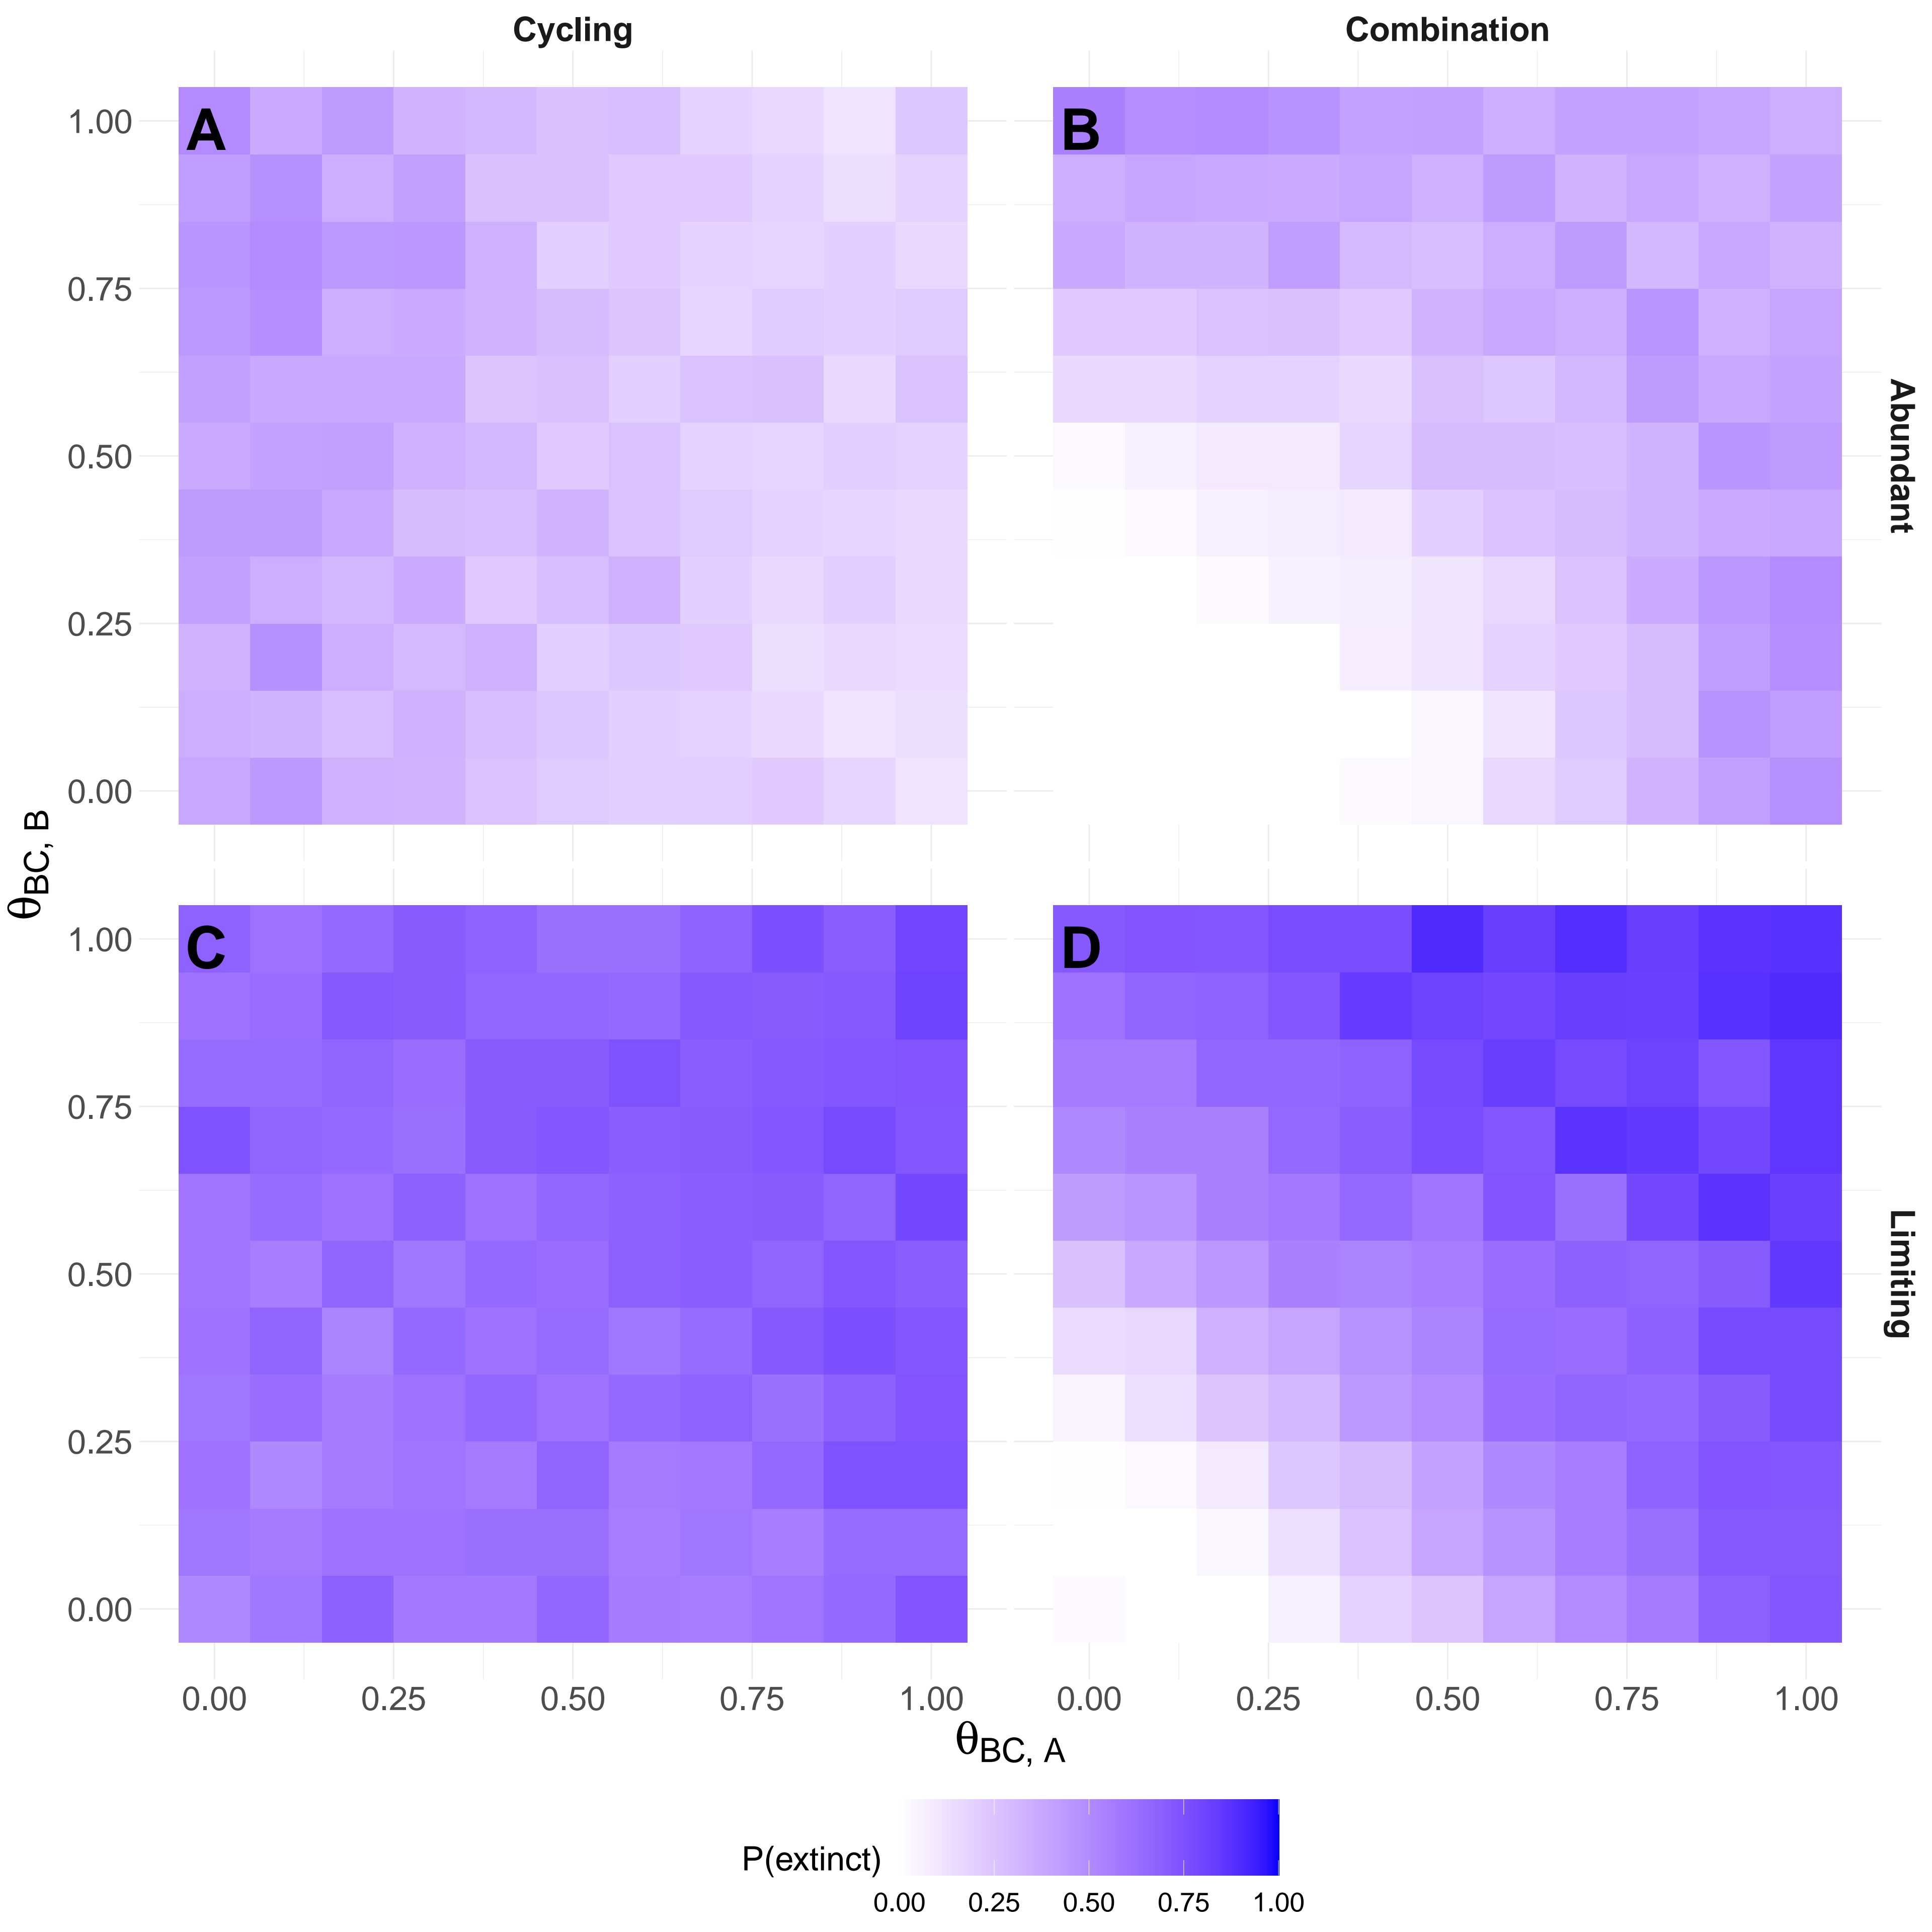 Cycling
Combination
A
B
1.00
0.75
0.50
0.25
0.00
Abundant
θBC, B
C
D
1.00
0.75
0.50
0.25
0.00
Limiting
0.00 0.25 0.50 0.75 1.00
0.00 0.25 0.50 0.75 1.00
θBC, A
P(extinct)
0.00 0.25 0.50 0.75 1.00